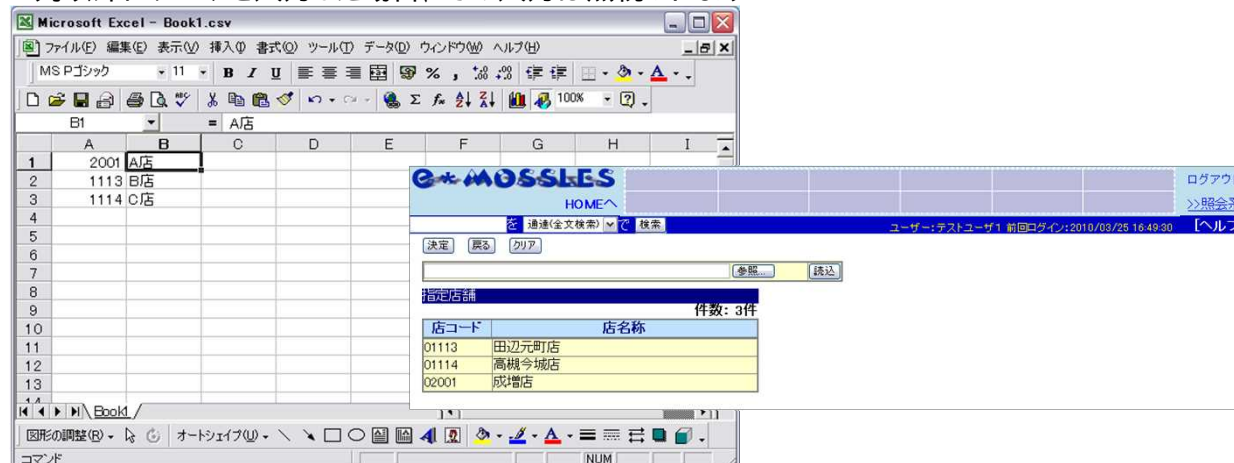 Microsoft Excel - Book1.csv
ファイル(F) 編集(E) 表示(V) 挿入(I) 書式(O) ツール(T) データ(D) ウィンドウ(W) ヘルプ(H)
MS Pゴシック 11 B I U % ,
100%
B1 = A店
A B C D E F G H I
1 2001 A店
2 1113 B店
3 1114 C店
4
5
6
7
8
9
10
11
12
13
14
Book1
図形の調整(R) オートシェイプ(U)
コマンド NUM
e*MOSSLES
HOMEへ
ログアウ
>>照会系
を 通達(全文検索) で 検索
ユーザー:テストユーザ1 前回ログイン:2010/03/25 16:49:30 [ヘルプ
決定 戻る クリア
参照... 読込
指定店舗
件数: 3件
店コード 店名称
01113 田辺元町店
01114 高槻今城店
02001 成増店